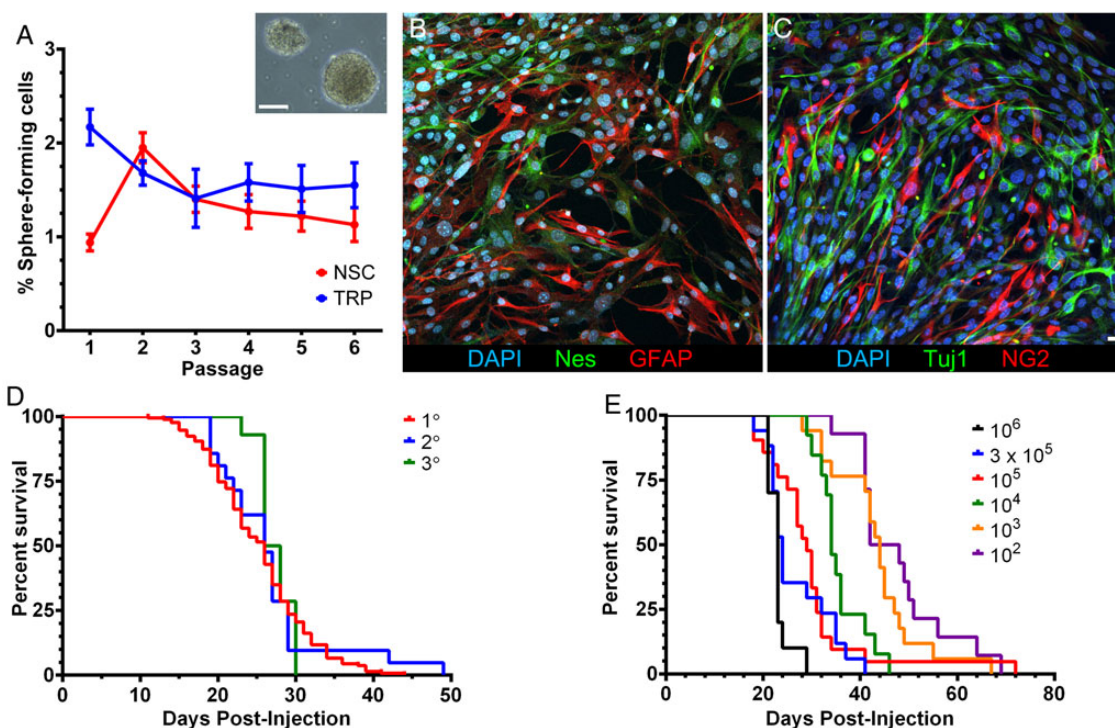 A
% Sphere-forming cells
3
2
1
0
1 2 3 4 5 6
Passage
NSC
TRP
B
DAPI Nes GFAP
C
DAPI Tuj1 NG2
D
Percent survival
100
75
50
25
0
0 10 20 30 40 50
Days Post-Injection
1°
2°
3°
E
Percent survival
100
75
50
25
0
0 20 40 60 80
Days Post-Injection
10⁶
3 x 10⁵
10⁵
10⁴
10³
10²